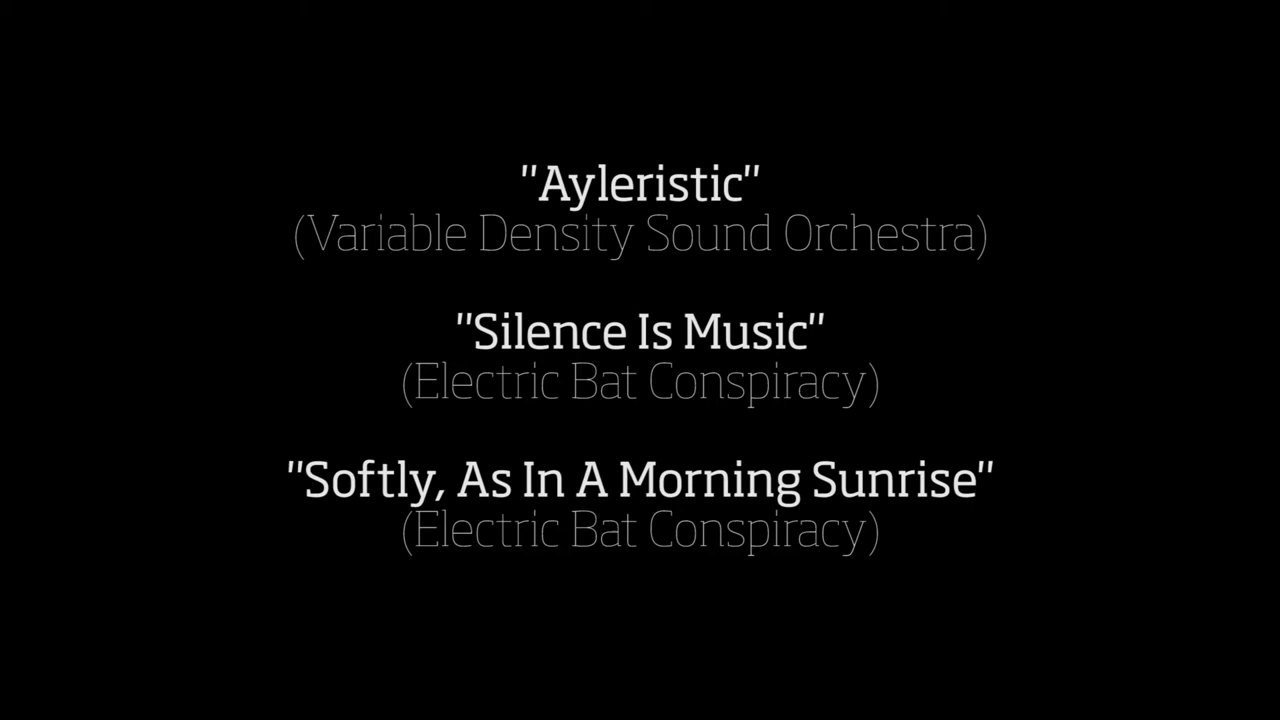 "Ayleristic"
(Variable Density Sound Orchestra)
"Silence Is Music"
(Electric Bat Conspiracy)
"Softly, As In A Morning Sunrise"
(Electric Bat Conspiracy)